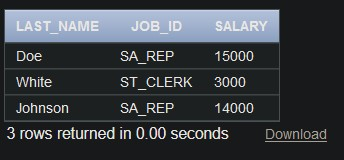 LAST_NAME JOB_ID SALARY
Doe SA_REP 15000
White ST_CLERK 3000
Johnson SA_REP 14000
3 rows returned in 0.00 seconds Download